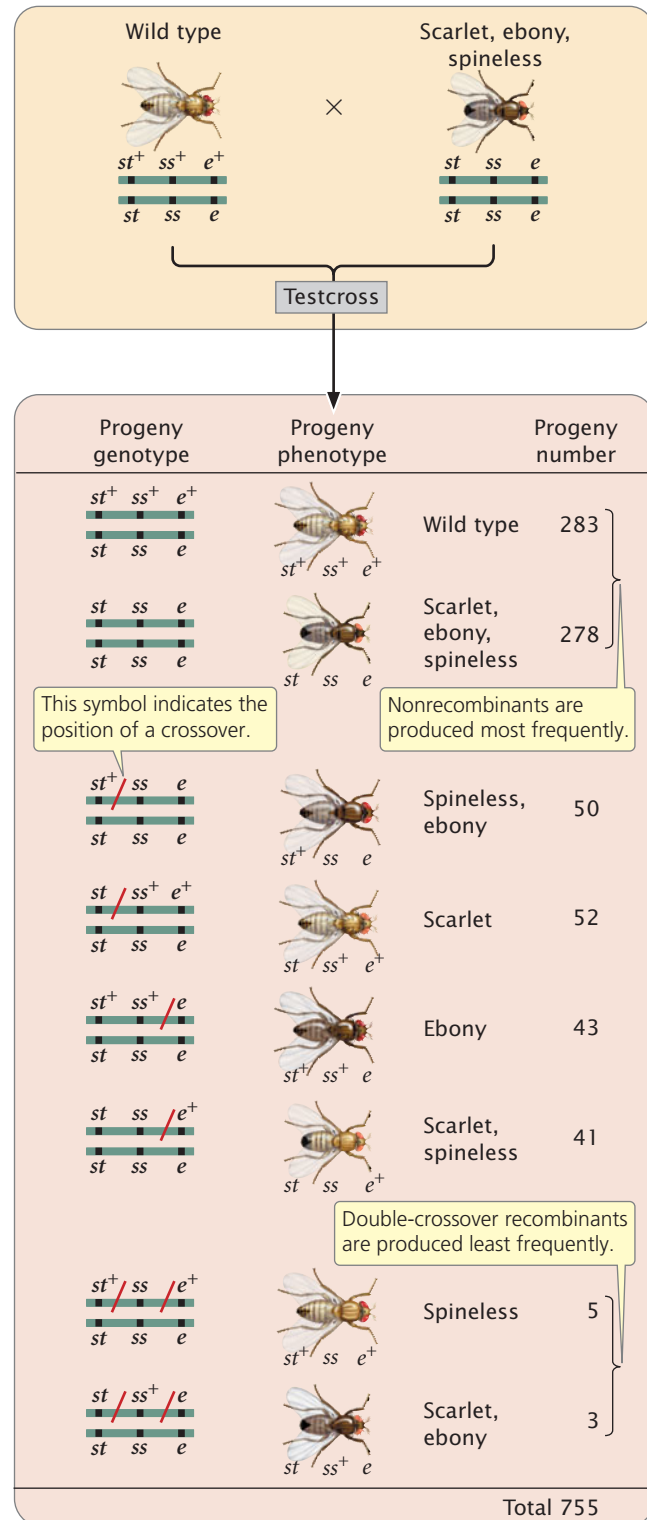 Wild type
Scarlet, ebony,
spineless
×
st+ ss+ e+
st ss e
st ss e
st ss e
Testcross
Progeny
genotype
Progeny
phenotype
Progeny
number
st+ ss+ e+
st ss e
st+ ss+ e+
Wild type
283
st ss e
st ss e
st ss e
Scarlet,
ebony,
spineless
278
This symbol indicates the
position of a crossover.
Nonrecombinants are
produced most frequently.
st+ ss e
st ss e
st+ ss e
Spineless,
ebony
50
st ss+ e+
st ss e
st ss+ e+
Scarlet
52
st+ ss+ e
st ss e
st+ ss+ e
Ebony
43
st ss e+
st ss e
st ss e+
Scarlet,
spineless
41
Double-crossover recombinants
are produced least frequently.
st+ ss e+
st ss e
st+ ss e+
Spineless
5
st ss+ e
st ss e
st ss+ e
Scarlet,
ebony
3
Total 755